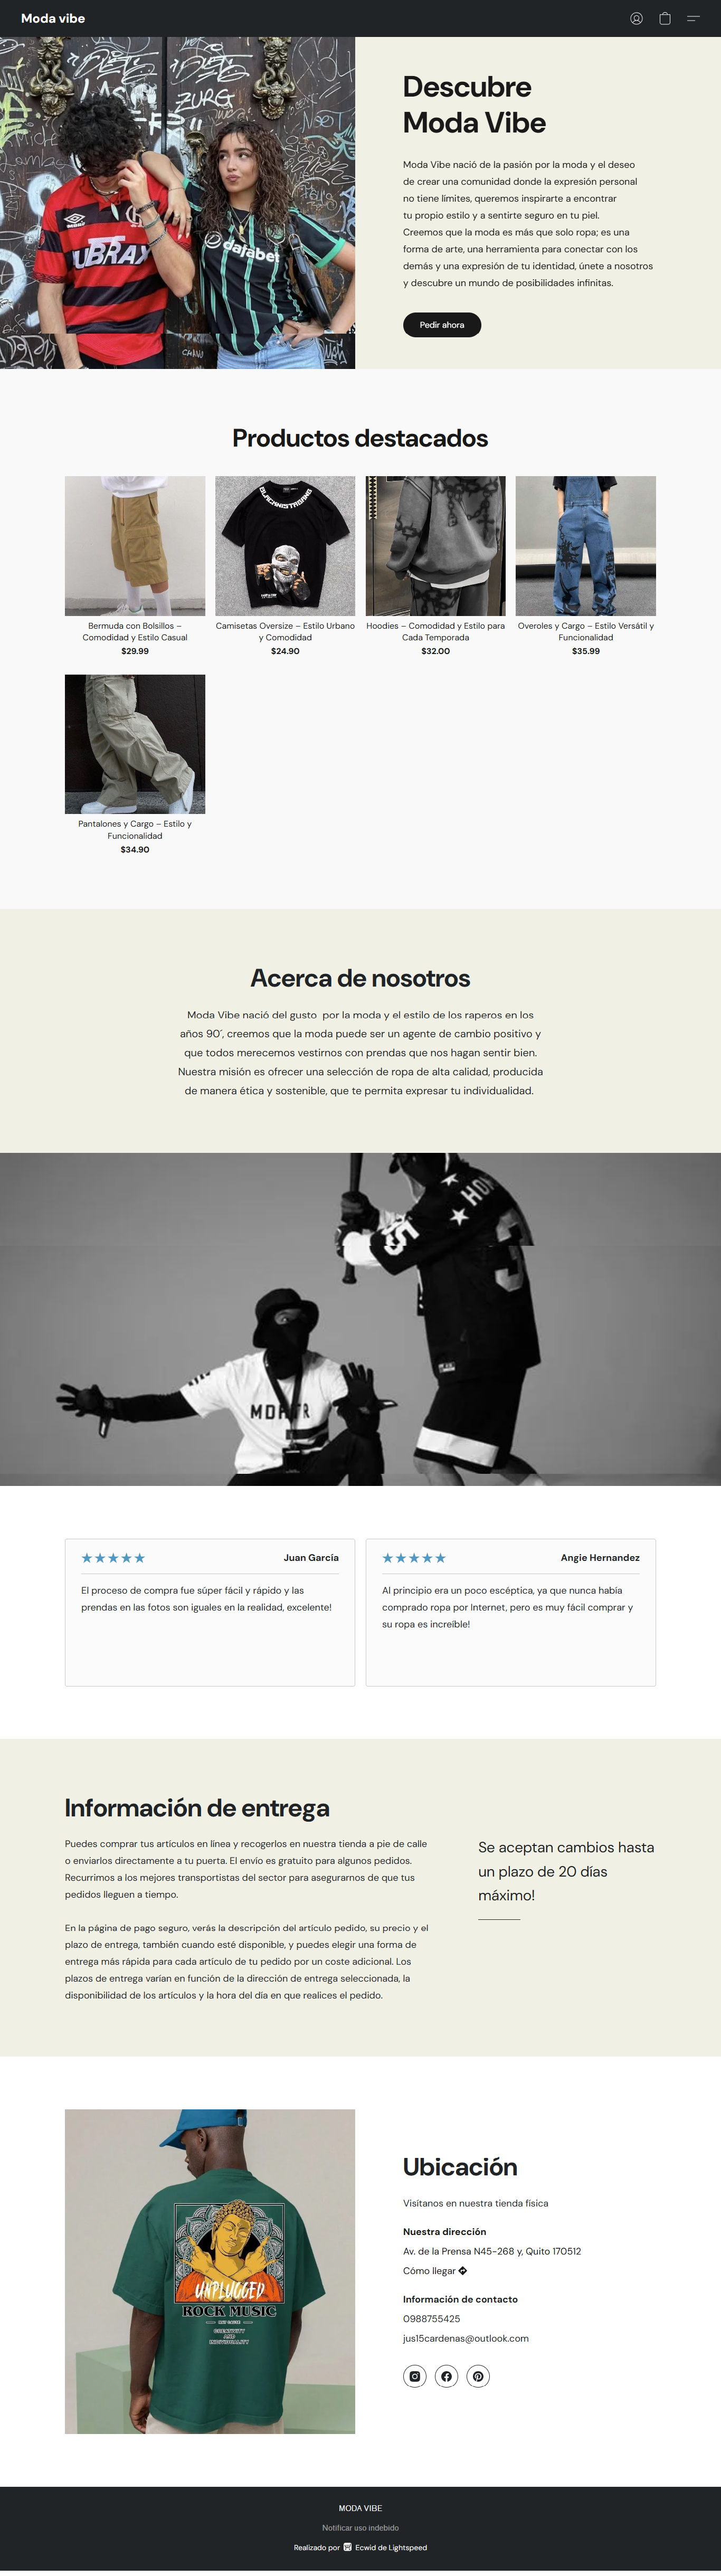 Moda vibe
UBRAX
dajabet
ZURG
Descubre
Moda Vibe
Moda Vibe nació de la pasión por la moda y el deseo
de crear una comunidad donde la expresión personal
no tiene límites, queremos inspirarte a encontrar
tu propio estilo y a sentirte seguro en tu piel.
Creemos que la moda es más que solo ropa; es una
forma de arte, una herramienta para conectar con los
demás y una expresión de tu identidad, únete a nosotros
y descubre un mundo de posibilidades infinitas.
Pedir ahora
Productos destacados
Bermuda con Bolsillos –
Comodidad y Estilo Casual
$29.99
Camisetas Oversize – Estilo Urbano
y Comodidad
$24.90
Hoodies – Comodidad y Estilo para
Cada Temporada
$32.00
Overoles y Cargo – Estilo Versátil y
Funcionalidad
$35.99
Pantalones y Cargo – Estilo y
Funcionalidad
$34.90
Acerca de nosotros
Moda Vibe nació del gusto  por la moda y el estilo de los raperos en los
años 90´, creemos que la moda puede ser un agente de cambio positivo y
que todos merecemos vestirnos con prendas que nos hagan sentir bien.
Nuestra misión es ofrecer una selección de ropa de alta calidad, producida
de manera ética y sostenible, que te permita expresar tu individualidad.
★★★★★ Juan García
El proceso de compra fue súper fácil y rápido y las
prendas en las fotos son iguales en la realidad, excelente!
★★★★★ Angie Hernandez
Al principio era un poco escéptica, ya que nunca había
comprado ropa por Internet, pero es muy fácil comprar y
su ropa es increíble!
Información de entrega
Puedes comprar tus artículos en línea y recogerlos en nuestra tienda a pie de calle
o enviarlos directamente a tu puerta. El envío es gratuito para algunos pedidos.
Recurrimos a los mejores transportistas del sector para asegurarnos de que tus
pedidos lleguen a tiempo.
En la página de pago seguro, verás la descripción del artículo pedido, su precio y el
plazo de entrega, también cuando esté disponible, y puedes elegir una forma de
entrega más rápida para cada artículo de tu pedido por un coste adicional. Los
plazos de entrega varían en función de la dirección de entrega seleccionada, la
disponibilidad de los artículos y la hora del día en que realices el pedido.
Se aceptan cambios hasta
un plazo de 20 días
máximo!
UNPLUGGED
ROCK MUSIC
CREATIVITY
AND
INDIVIDUALITY
Ubicación
Visítanos en nuestra tienda física
Nuestra dirección
Av. de la Prensa N45-268 y, Quito 170512
Cómo llegar
Información de contacto
0988755425
jus15cardenas@outlook.com
MODA VIBE
Notificar uso indebido
Realizado por Ecwid de Lightspeed